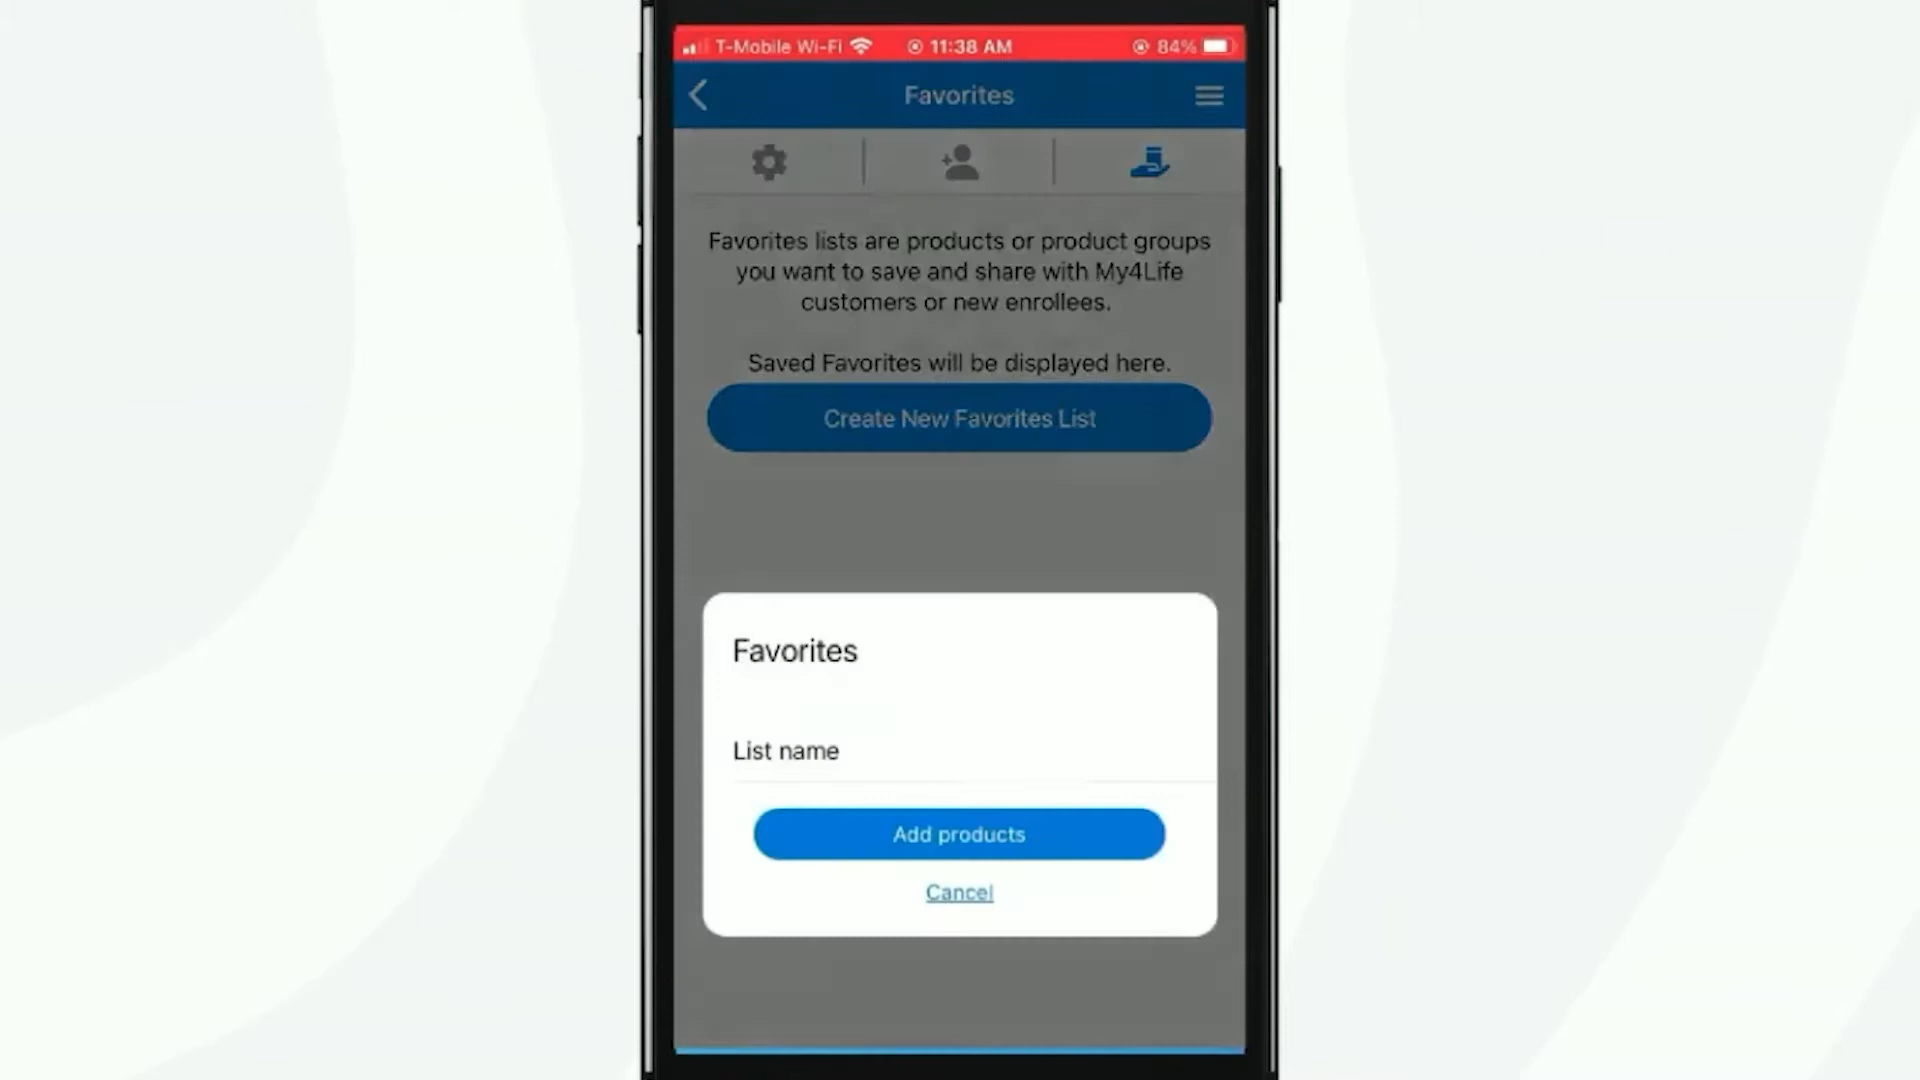 T-Mobile Wi-Fi 11:38 AM 84%
Favorites
Favorites lists are products or product groups
you want to save and share with My4Life
customers or new enrollees.
Saved Favorites will be displayed here.
Create New Favorites List
Favorites
List name
Add products
Cancel